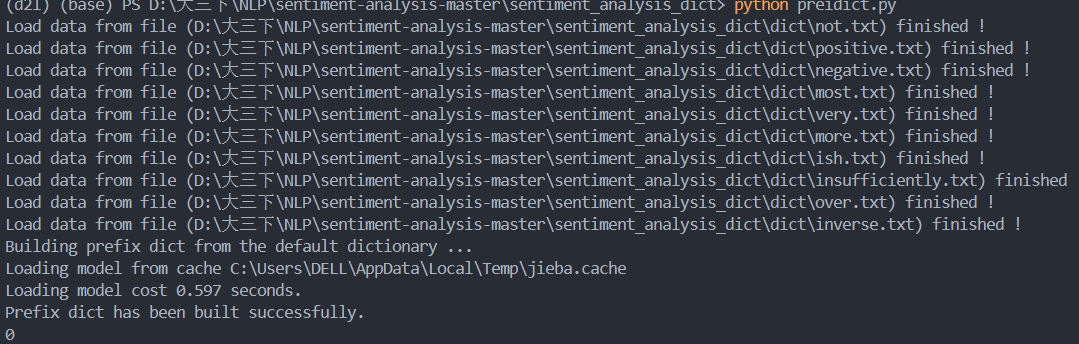 (d2l) (base) PS D:\大三下\NLP\sentiment-analysis-master\sentiment_analysis_dict> python preidict.py
Load data from file (D:\大三下\NLP\sentiment-analysis-master\sentiment_analysis_dict\dict\not.txt) finished !
Load data from file (D:\大三下\NLP\sentiment-analysis-master\sentiment_analysis_dict\dict\positive.txt) finished !
Load data from file (D:\大三下\NLP\sentiment-analysis-master\sentiment_analysis_dict\dict\negative.txt) finished !
Load data from file (D:\大三下\NLP\sentiment-analysis-master\sentiment_analysis_dict\dict\most.txt) finished !
Load data from file (D:\大三下\NLP\sentiment-analysis-master\sentiment_analysis_dict\dict\very.txt) finished !
Load data from file (D:\大三下\NLP\sentiment-analysis-master\sentiment_analysis_dict\dict\more.txt) finished !
Load data from file (D:\大三下\NLP\sentiment-analysis-master\sentiment_analysis_dict\dict\ish.txt) finished !
Load data from file (D:\大三下\NLP\sentiment-analysis-master\sentiment_analysis_dict\dict\insufficiently.txt) finished
Load data from file (D:\大三下\NLP\sentiment-analysis-master\sentiment_analysis_dict\dict\over.txt) finished !
Load data from file (D:\大三下\NLP\sentiment-analysis-master\sentiment_analysis_dict\dict\inverse.txt) finished !
Building prefix dict from the default dictionary ...
Loading model from cache C:\Users\DELL\AppData\Local\Temp\jieba.cache
Loading model cost 0.597 seconds.
Prefix dict has been built successfully.
0